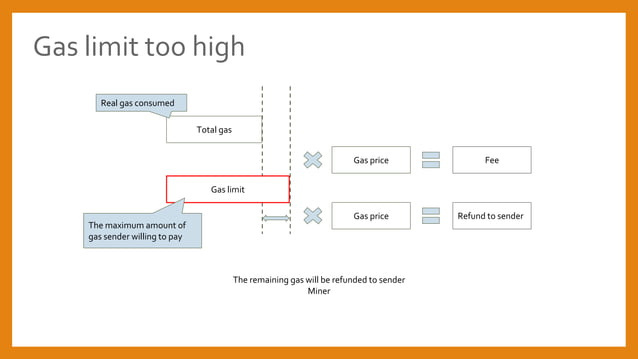 Gas limit too high
Real gas consumed
Total gas
Gas price
Fee
Gas limit
Gas price
Refund to sender
The maximum amount of
gas sender willing to pay
The remaining gas will be refunded to sender
Miner